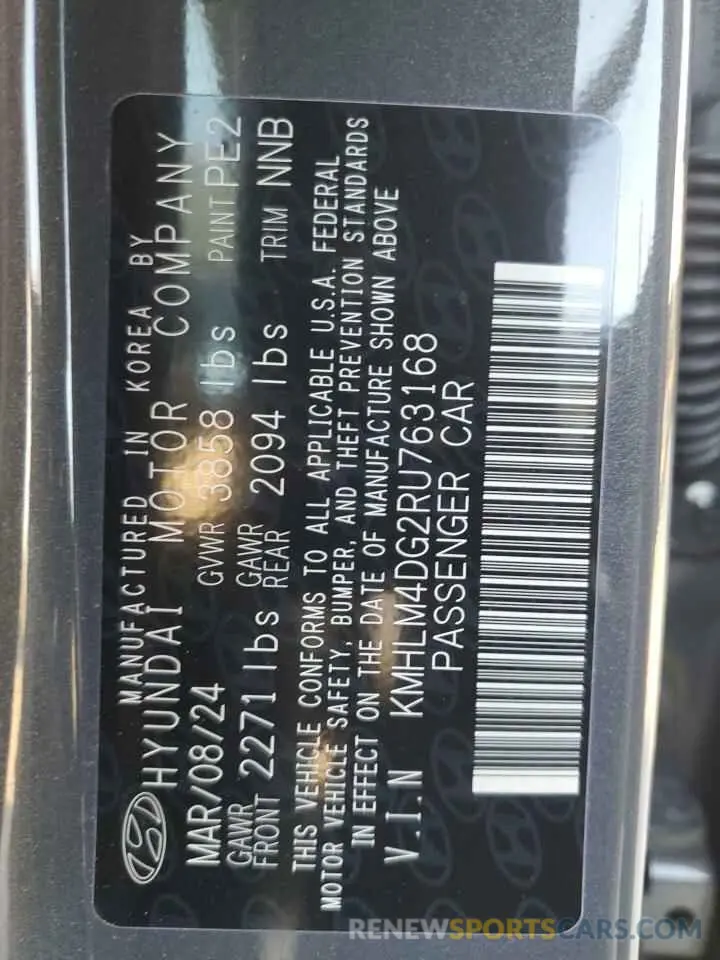 MANUFACTURED IN KOREA BY
HYUNDAI MOTOR COMPANY
MAR/08/24 GVWR 3858 lbs PAINT PE2
GAWR FRONT 2271 lbs GAWR REAR 2094 lbs TRIM NNB
THIS VEHICLE CONFORMS TO ALL APPLICABLE U.S.A. FEDERAL
MOTOR VEHICLE SAFETY, BUMPER, AND THEFT PREVENTION STANDARDS
IN EFFECT ON THE DATE OF MANUFACTURE SHOWN ABOVE
V.I.N KMHLM4DG2RU763168
PASSENGER CAR
RENEWSPORTSCARS.COM